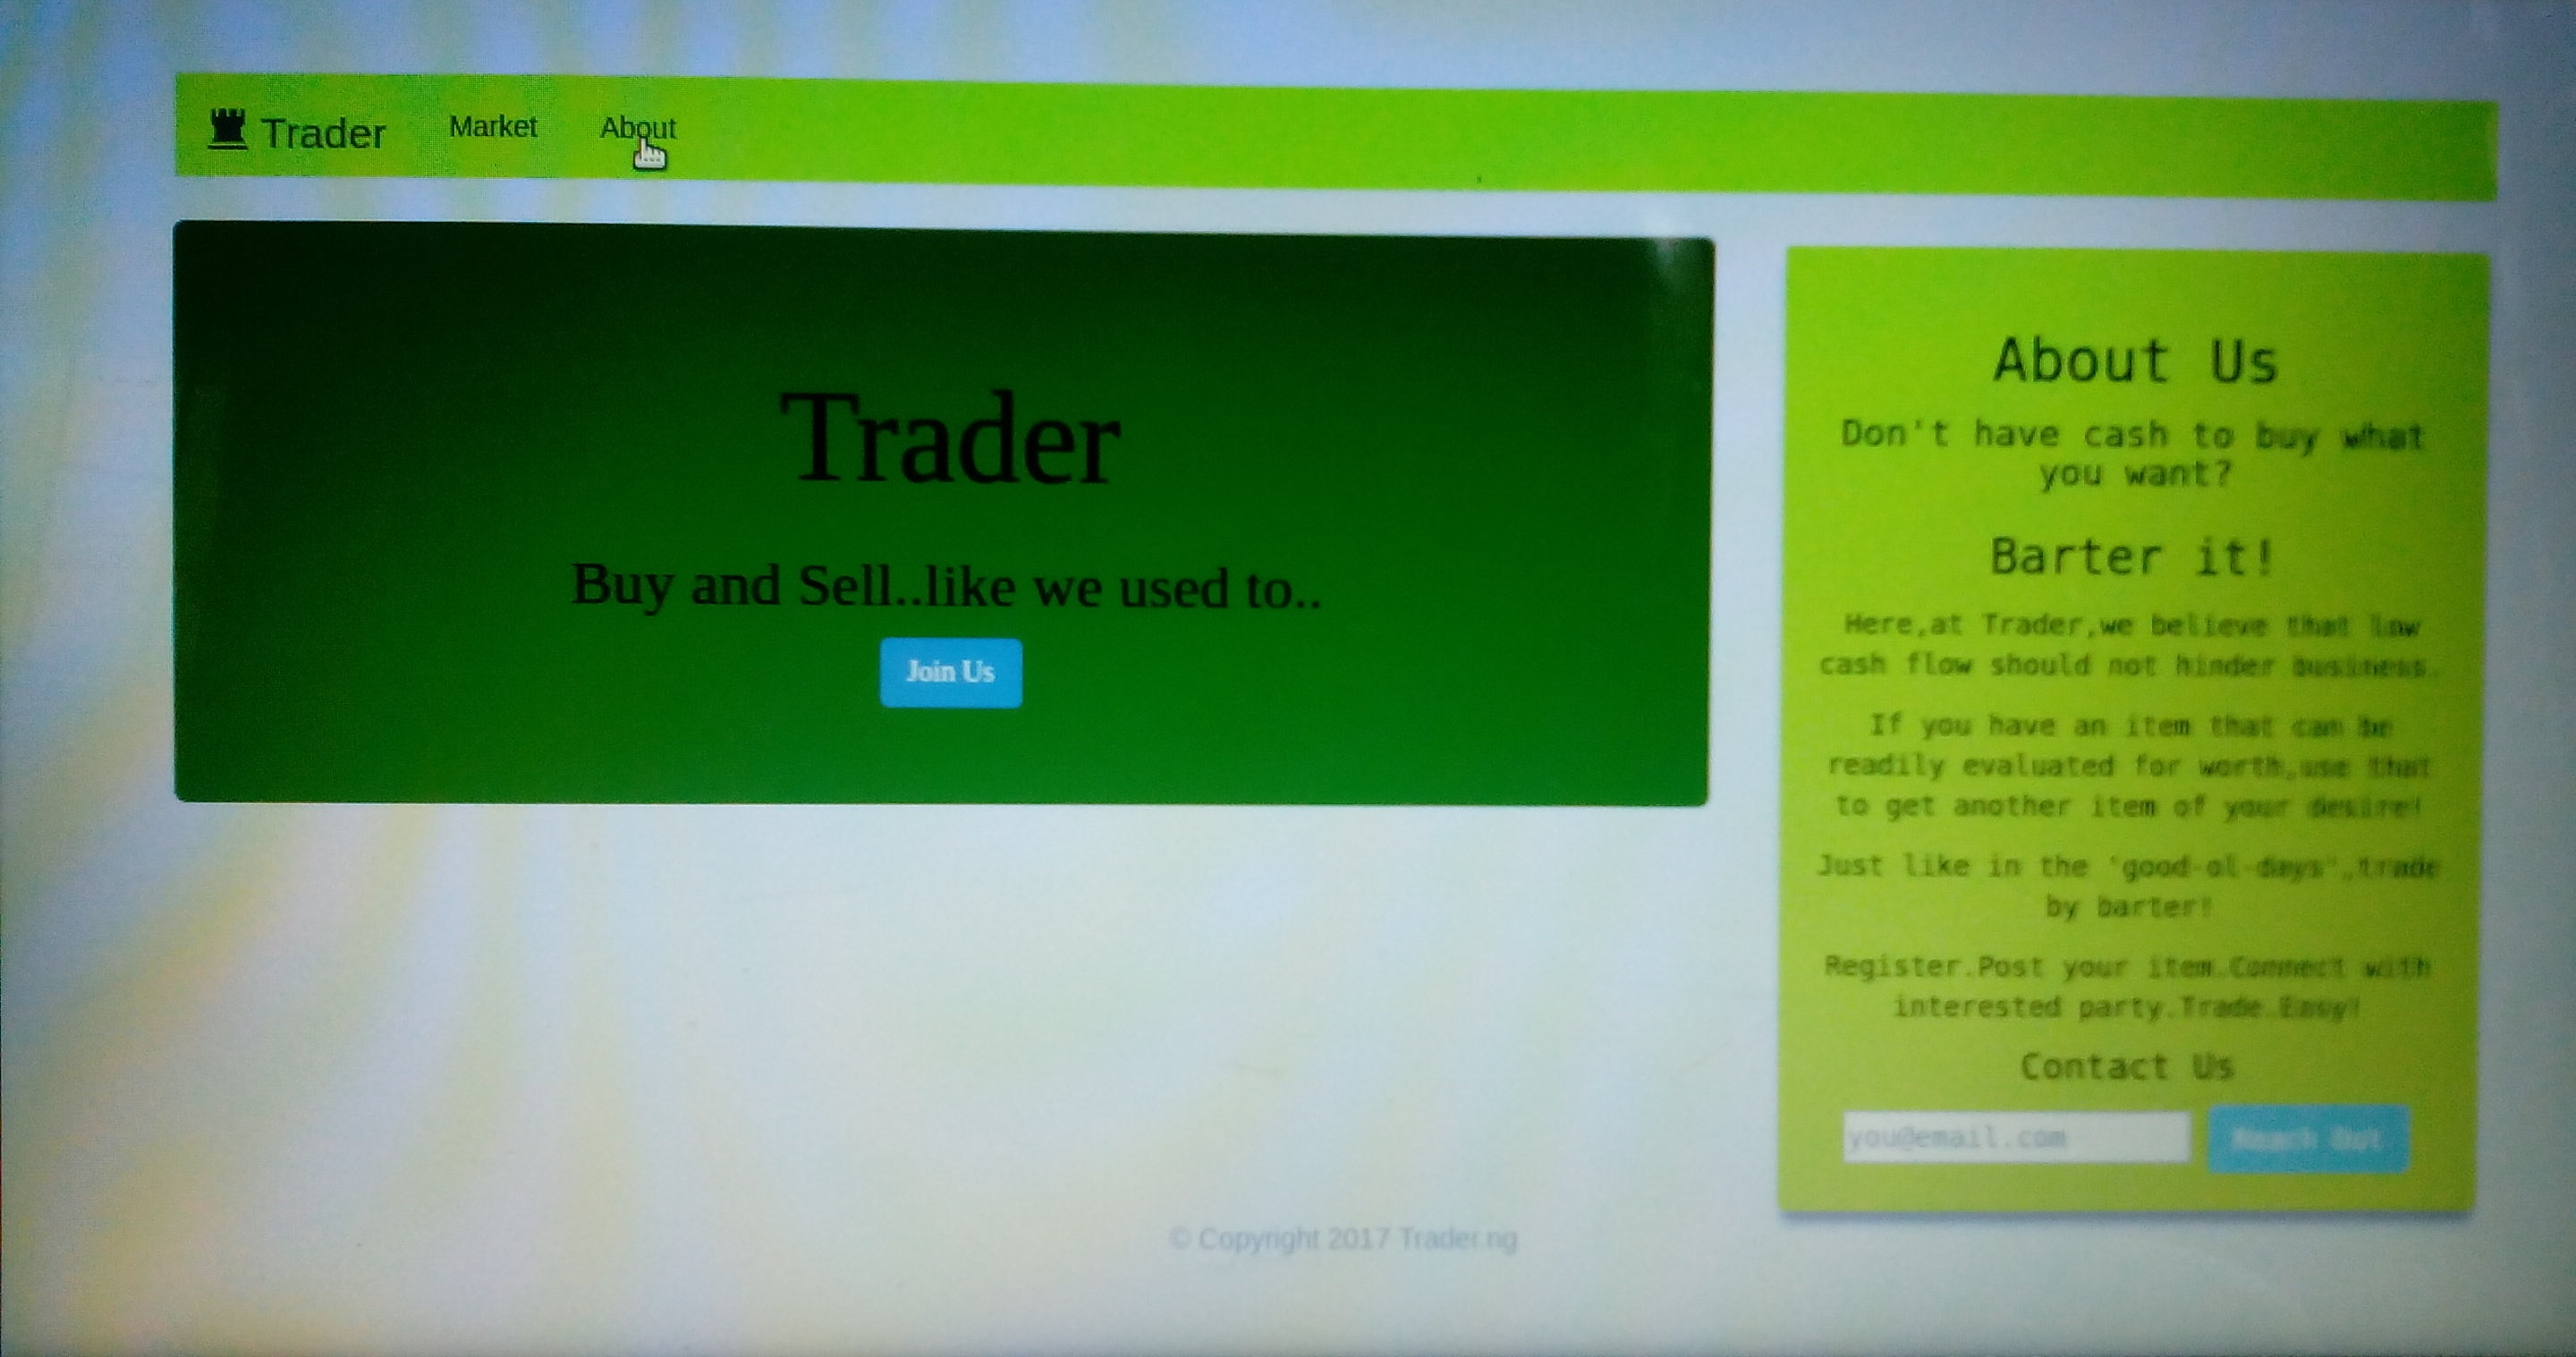 Trader Market About
Trader
Buy and Sell..like we used to..
Join Us
About Us
Don't have cash to buy what
you want?
Barter it!
Here,at Trader,we believe that low
cash flow should not hinder business.
If you have an item that can be
readily evaluated for worth,use that
to get another item of your desire!
Just like in the 'good-ol-days',trade
by barter!
Register.Post your item.Connect with
interested party.Trade Easy!
Contact Us
you@email.com
Reach Out
© Copyright 2017 Trader.ng